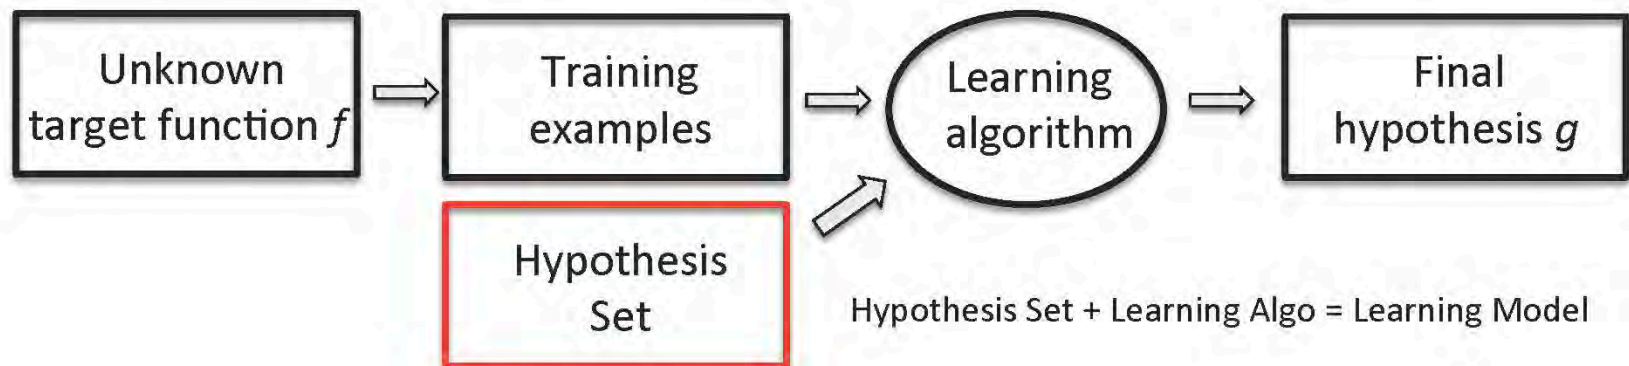 Unknown
target function f
Training
examples
Learning
algorithm
Final
hypothesis g
Hypothesis
Set
Hypothesis Set + Learning Algo = Learning Model